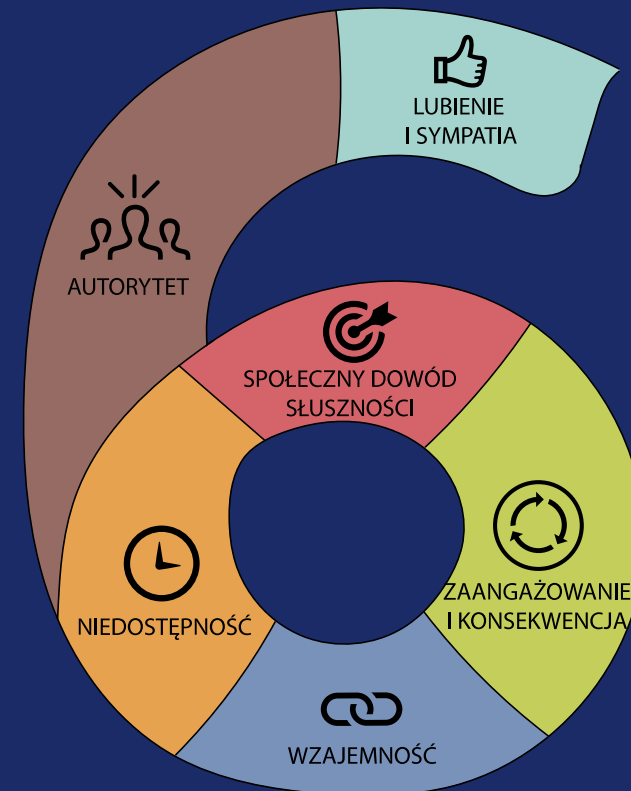 LUBIENIE
I SYMPATIA
AUTORYTET
SPOŁECZNY DOWÓD
SŁUSZNOŚCI
ZAANGAŻOWANIE
I KONSEKWENCJA
NIEDOSTĘPNOŚĆ
WZAJEMNOŚĆ